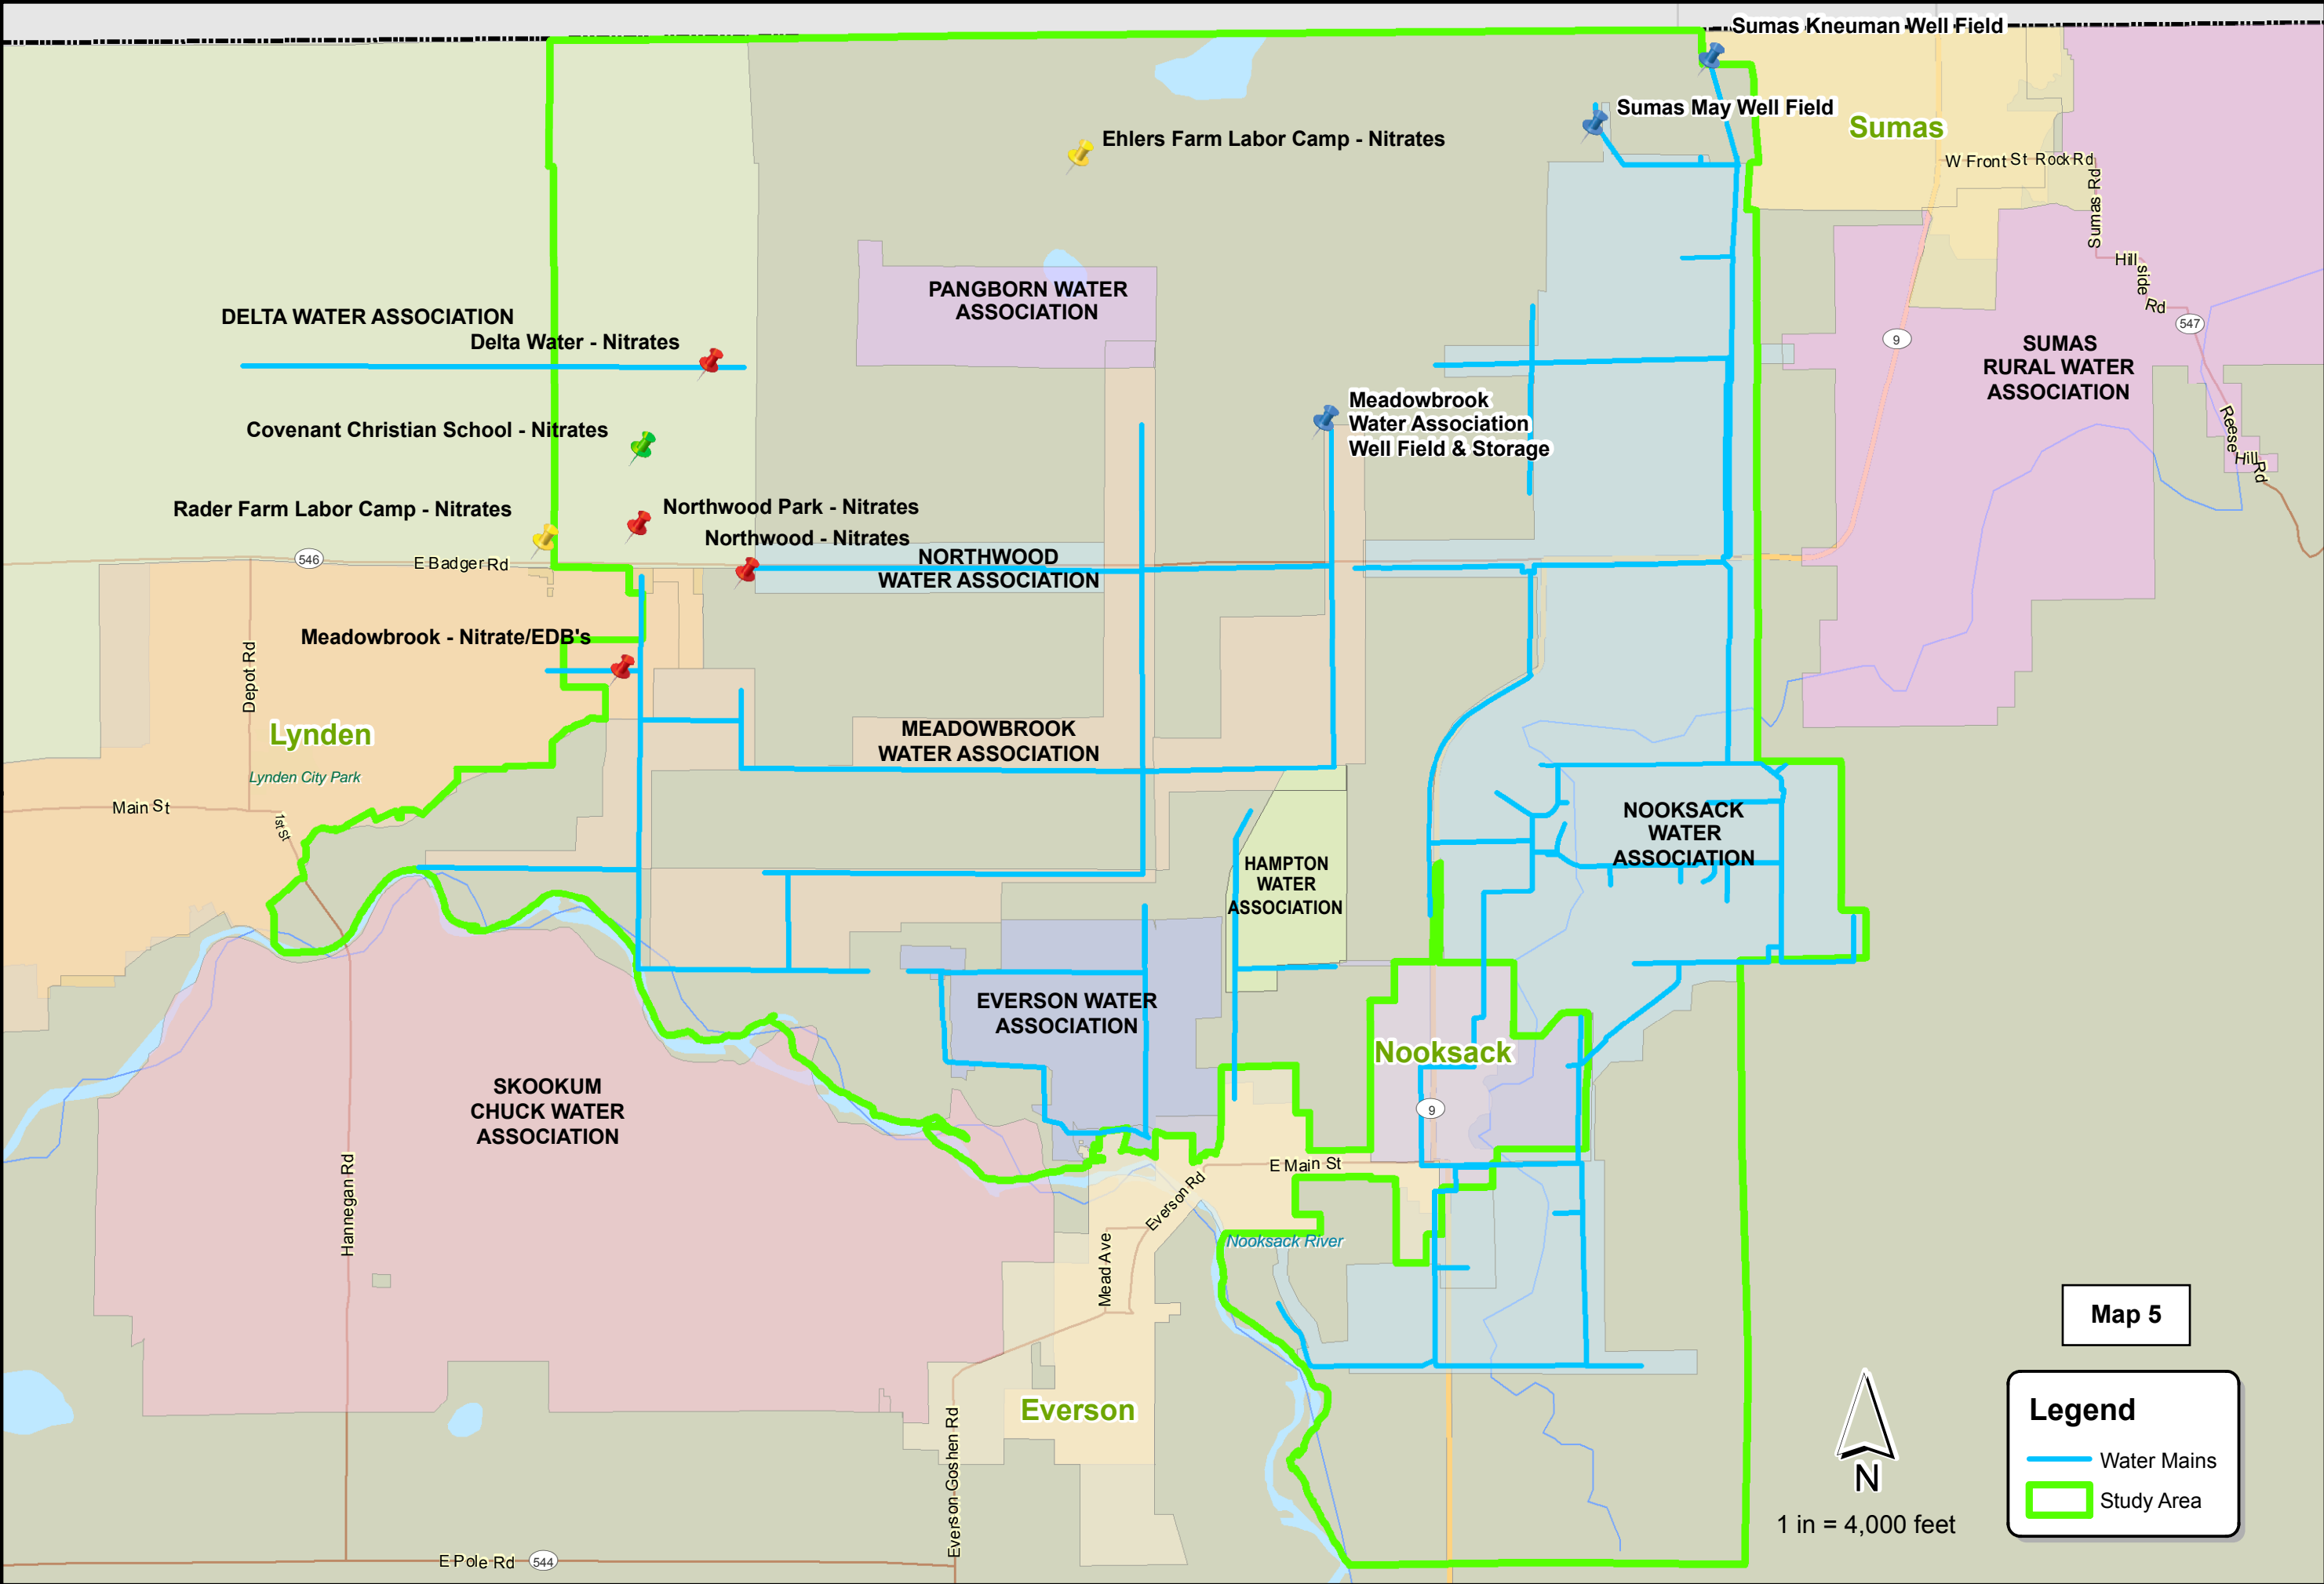 Sumas Kneuman Well Field
Sumas May Well Field
Sumas
Ehlers Farm Labor Camp - Nitrates
W Front St
Rock Rd
Sumas Rd
Hill
side
Rd
547
9
PANGBORN WATER
ASSOCIATION
DELTA WATER ASSOCIATION
Delta Water - Nitrates
SUMAS
RURAL WATER
ASSOCIATION
Reese
Hill
Rd
Meadowbrook
Water Association
Well Field & Storage
Covenant Christian School - Nitrates
Rader Farm Labor Camp - Nitrates
Northwood Park - Nitrates
Northwood - Nitrates
546
E Badger Rd
NORTHWOOD
WATER ASSOCIATION
Meadowbrook - Nitrate/EDB's
Depot Rd
Lynden
Lynden City Park
Main St
1st St
MEADOWBROOK
WATER ASSOCIATION
NOOKSACK
WATER
ASSOCIATION
HAMPTON
WATER
ASSOCIATION
EVERSON WATER
ASSOCIATION
Nooksack
9
SKOOKUM
CHUCK WATER
ASSOCIATION
Hannegan Rd
E Main St
Everson Rd
Mead Ave
Nooksack River
Everson
Everson Goshen Rd
E Pole Rd
544
Map 5
N
1 in = 4,000 feet
Legend
Water Mains
Study Area